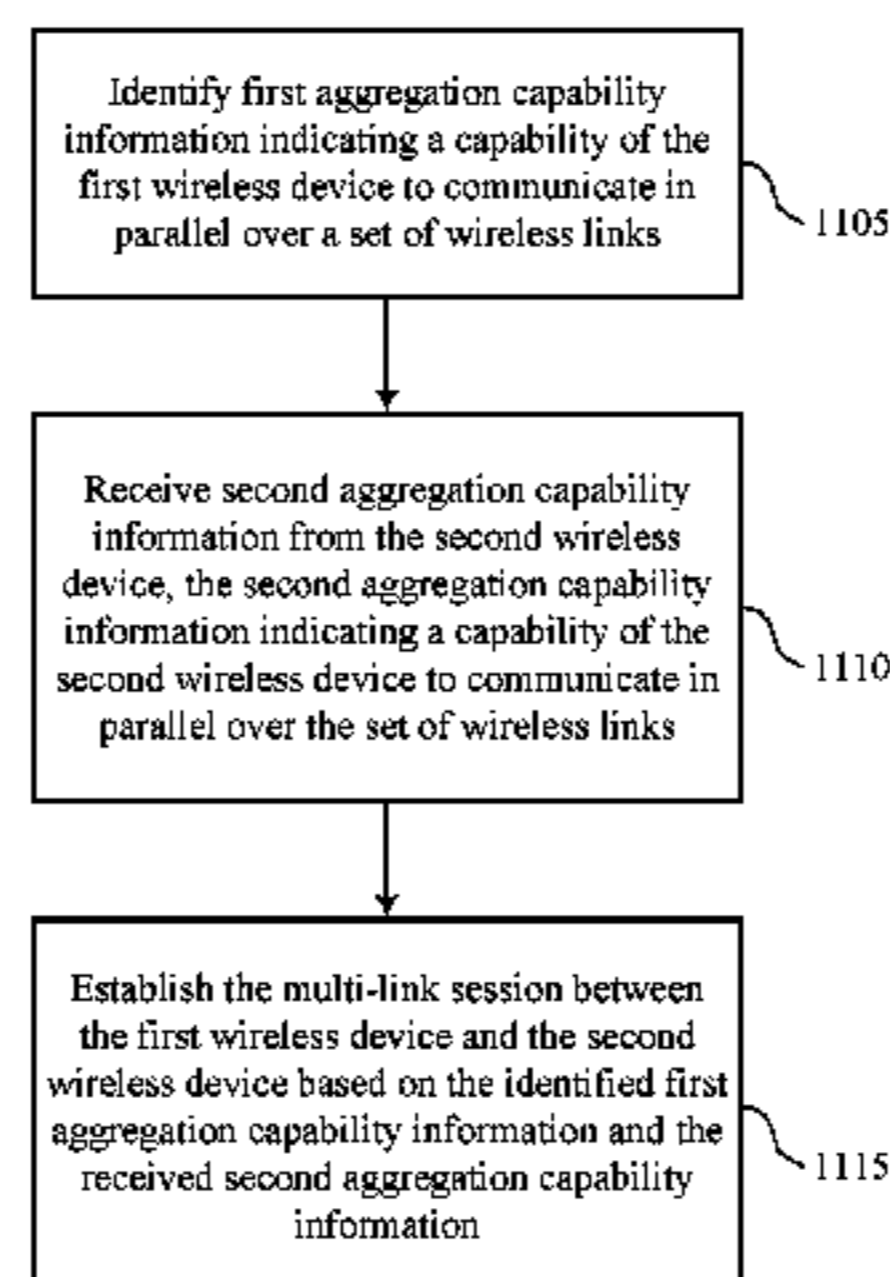 Identify first aggregation capability
information indicating a capability of the
first wireless device to communicate in
parallel over a set of wireless links
1105
Receive second aggregation capability
information from the second wireless
device, the second aggregation capability
information indicating a capability of the
second wireless device to communicate in
parallel over the set of wireless links
1110
Establish the multi-link session between
the first wireless device and the second
wireless device based on the identified first
aggregation capability information and the
received second aggregation capability
information
1115